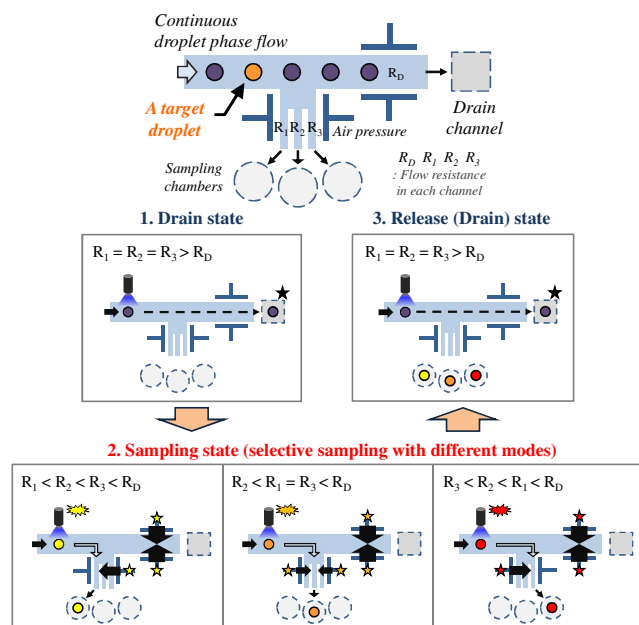 Continuous
droplet phase flow
A target
droplet
R_D
R_1 R_2 R_3
Air pressure
Drain
channel
Sampling
chambers
R_D R_1 R_2 R_3
: Flow resistance
in each channel
1. Drain state
3. Release (Drain) state
R_1 = R_2 = R_3 > R_D
R_1 = R_2 = R_3 > R_D
2. Sampling state (selective sampling with different modes)
R_1 < R_2 < R_3 < R_D
R_2 < R_1 = R_3 < R_D
R_3 < R_2 < R_1 < R_D